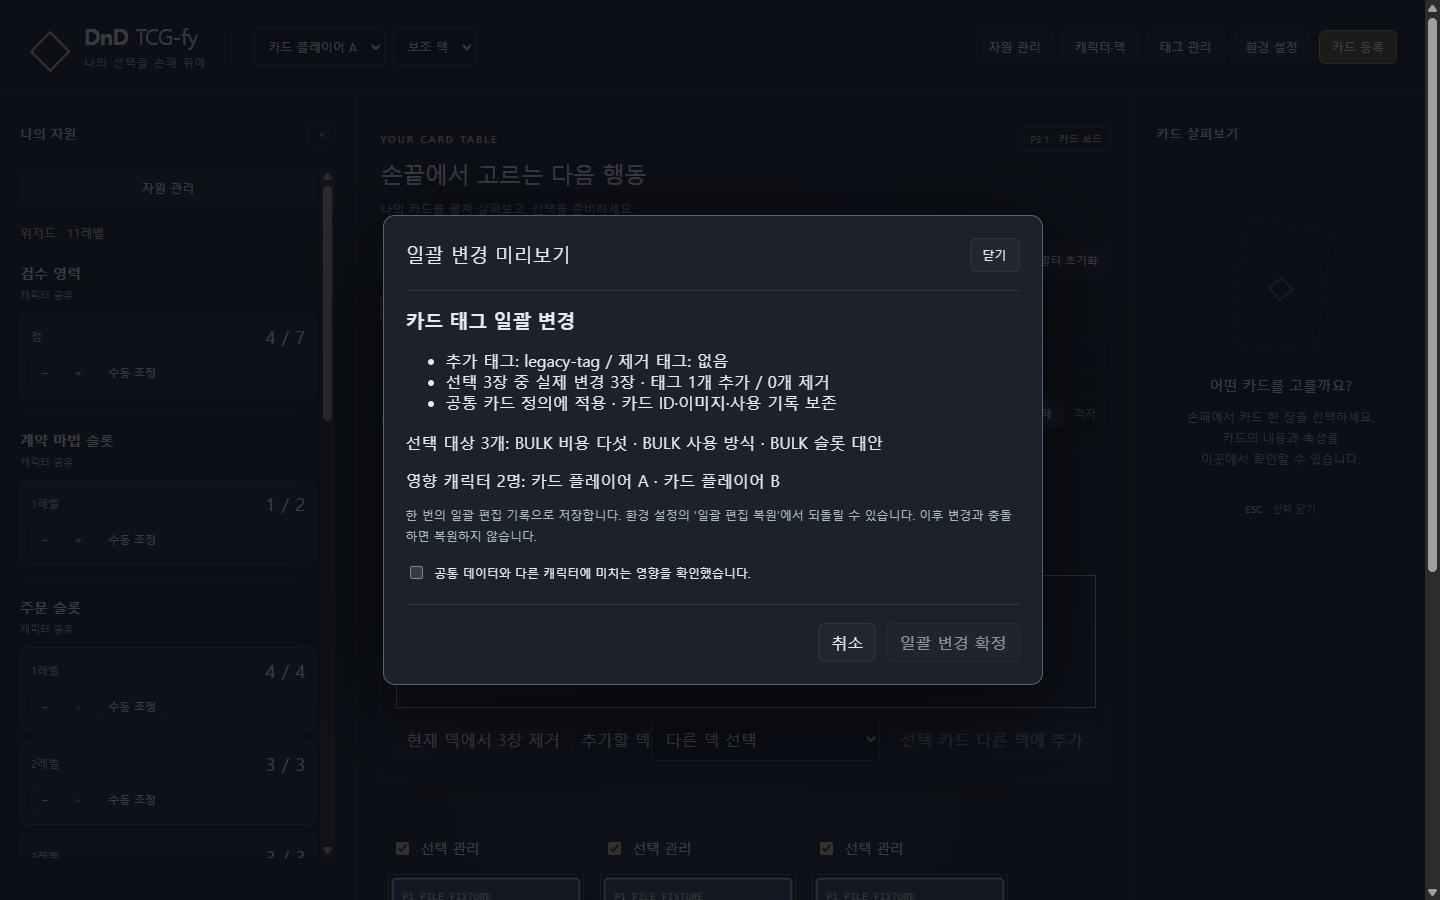 DnD TCG-fy
나의 선택을 손패 위에
카드 플레이어 A
보조 덱
자원 관리
캐릭터·덱
태그 관리
환경 설정
카드 등록
나의 자원
‹
자원 관리
위저드 · 11레벨
검수 영력
캐릭터 공유
점
4 / 7
− + 수동 조정
계약 마법 슬롯
캐릭터 공유
1레벨
1 / 2
− + 수동 조정
주문 슬롯
캐릭터 공유
1레벨
4 / 4
− + 수동 조정
2레벨
3 / 3
− + 수동 조정
3레벨
3 / 3
YOUR CARD TABLE
P3.1 · 카드 보드
손끝에서 고르는 다음 행동
나의 카드를 펼쳐 살펴보고, 선택을 준비하세요.
필터 초기화
격자
일괄 변경 미리보기
닫기
카드 태그 일괄 변경
• 추가 태그: legacy-tag / 제거 태그: 없음
• 선택 3장 중 실제 변경 3장 · 태그 1개 추가 / 0개 제거
• 공통 카드 정의에 적용 · 카드 ID·이미지·사용 기록 보존
선택 대상 3개: BULK 비용 다섯 · BULK 사용 방식 · BULK 슬롯 대안
영향 캐릭터 2명: 카드 플레이어 A · 카드 플레이어 B
한 번의 일괄 편집 기록으로 저장합니다. 환경 설정의 '일괄 편집 복원'에서 되돌릴 수 있습니다. 이후 변경과 충돌
하면 복원하지 않습니다.
공통 데이터와 다른 캐릭터에 미치는 영향을 확인했습니다.
취소
일괄 변경 확정
현재 덱에서 3장 제거
추가할 덱
다른 덱 선택
선택 카드 다른 덱에 추가
선택 관리
선택 관리
선택 관리
P1 FILE FIXTURE
P1 FILE FIXTURE
P1 FILE FIXTURE
카드 살펴보기
어떤 카드를 고를까요?
손패에서 카드 한 장을 선택하세요.
카드의 내용과 속성을
이곳에서 확인할 수 있습니다.
ESC 선택 닫기